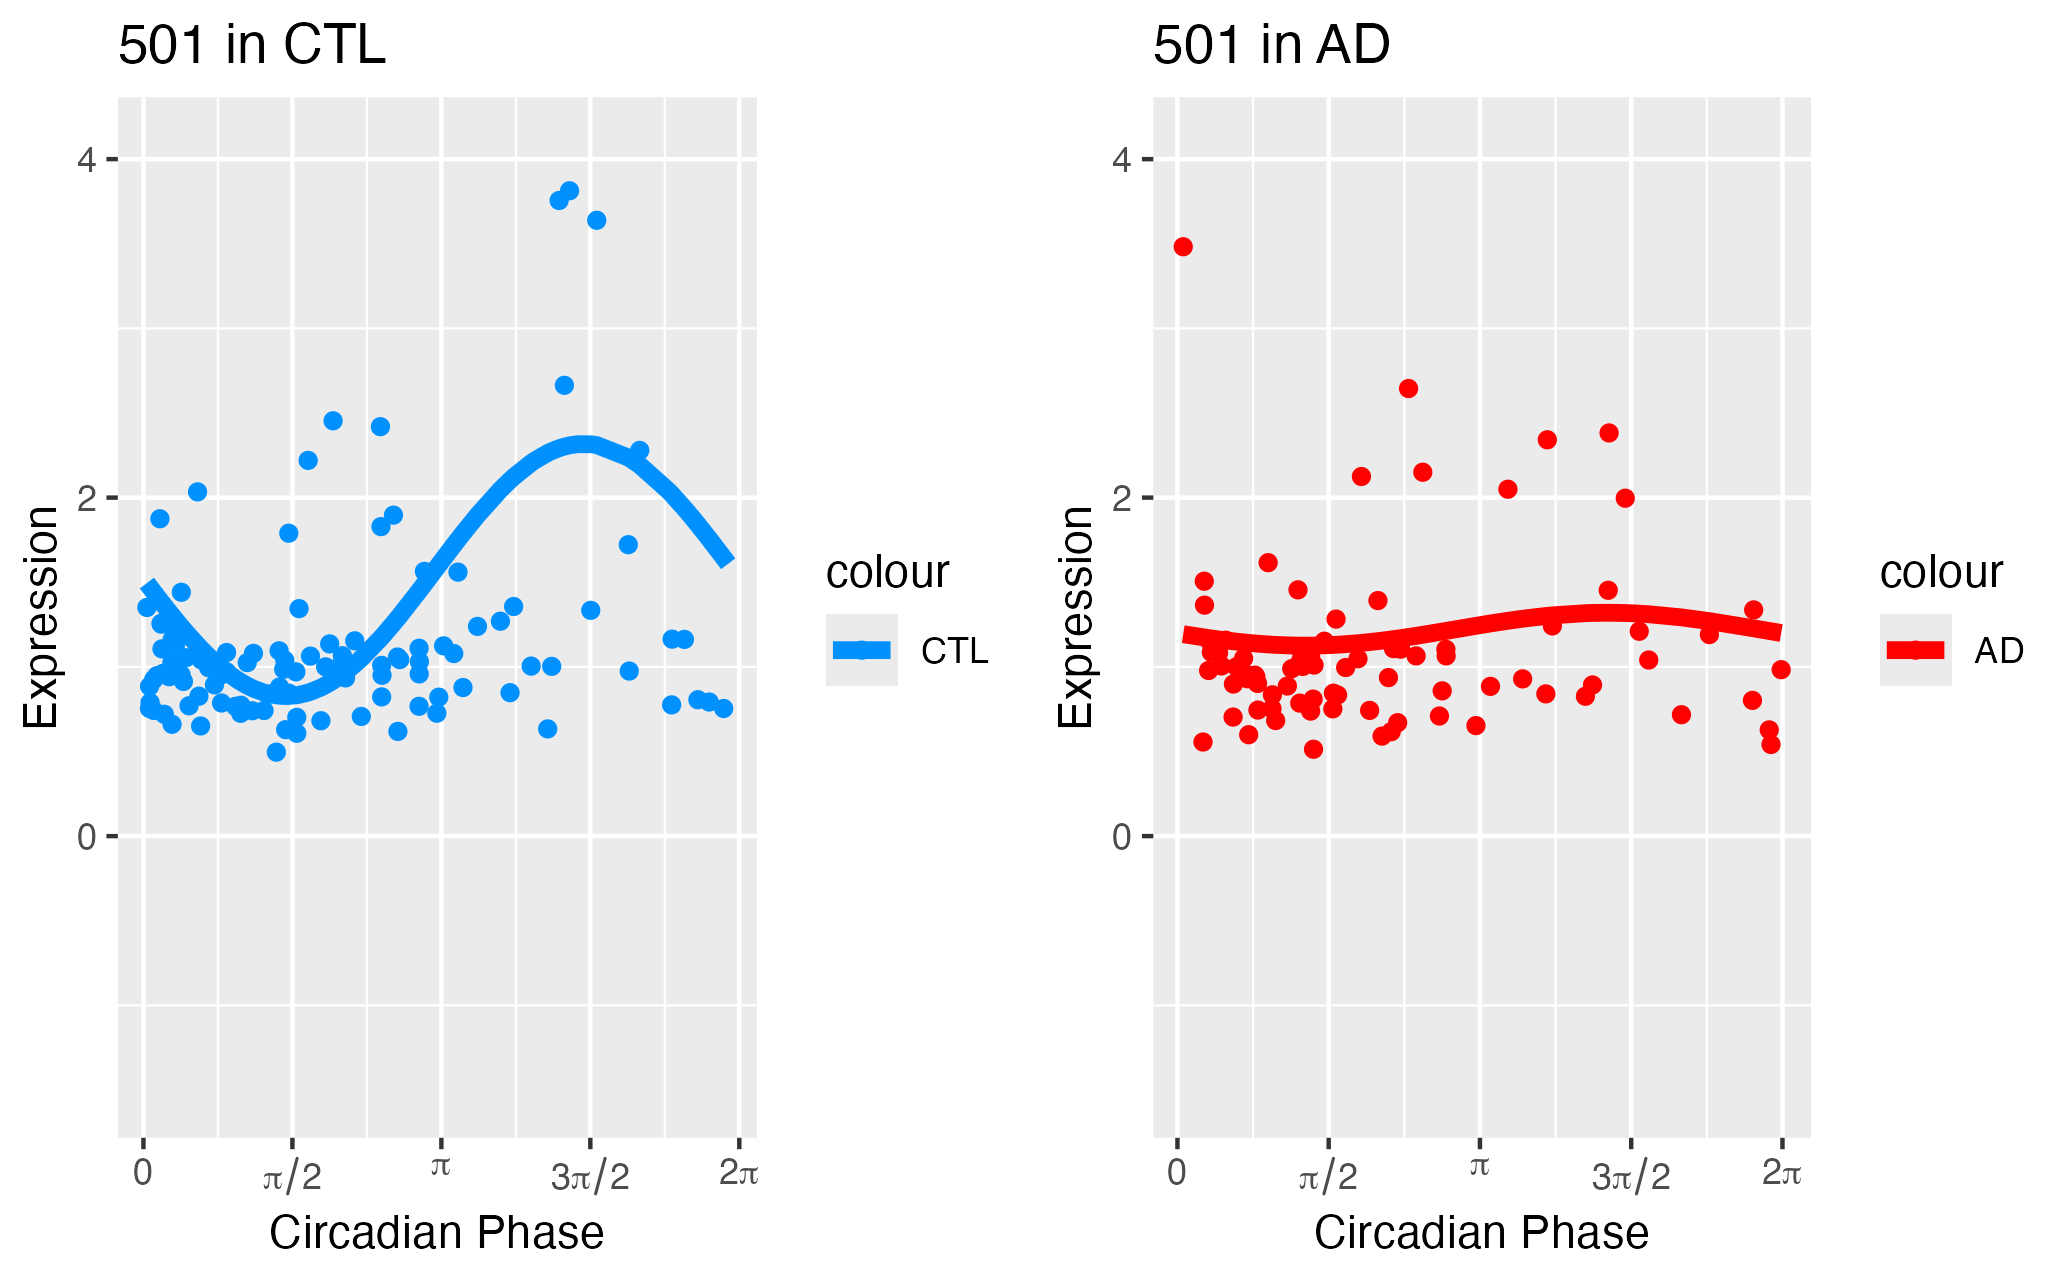 501 in CTL
4
2
0
Expression
0
π/2
π
3π/2
2π
Circadian Phase
colour
CTL
501 in AD
4
2
0
Expression
0
π/2
π
3π/2
2π
Circadian Phase
colour
AD